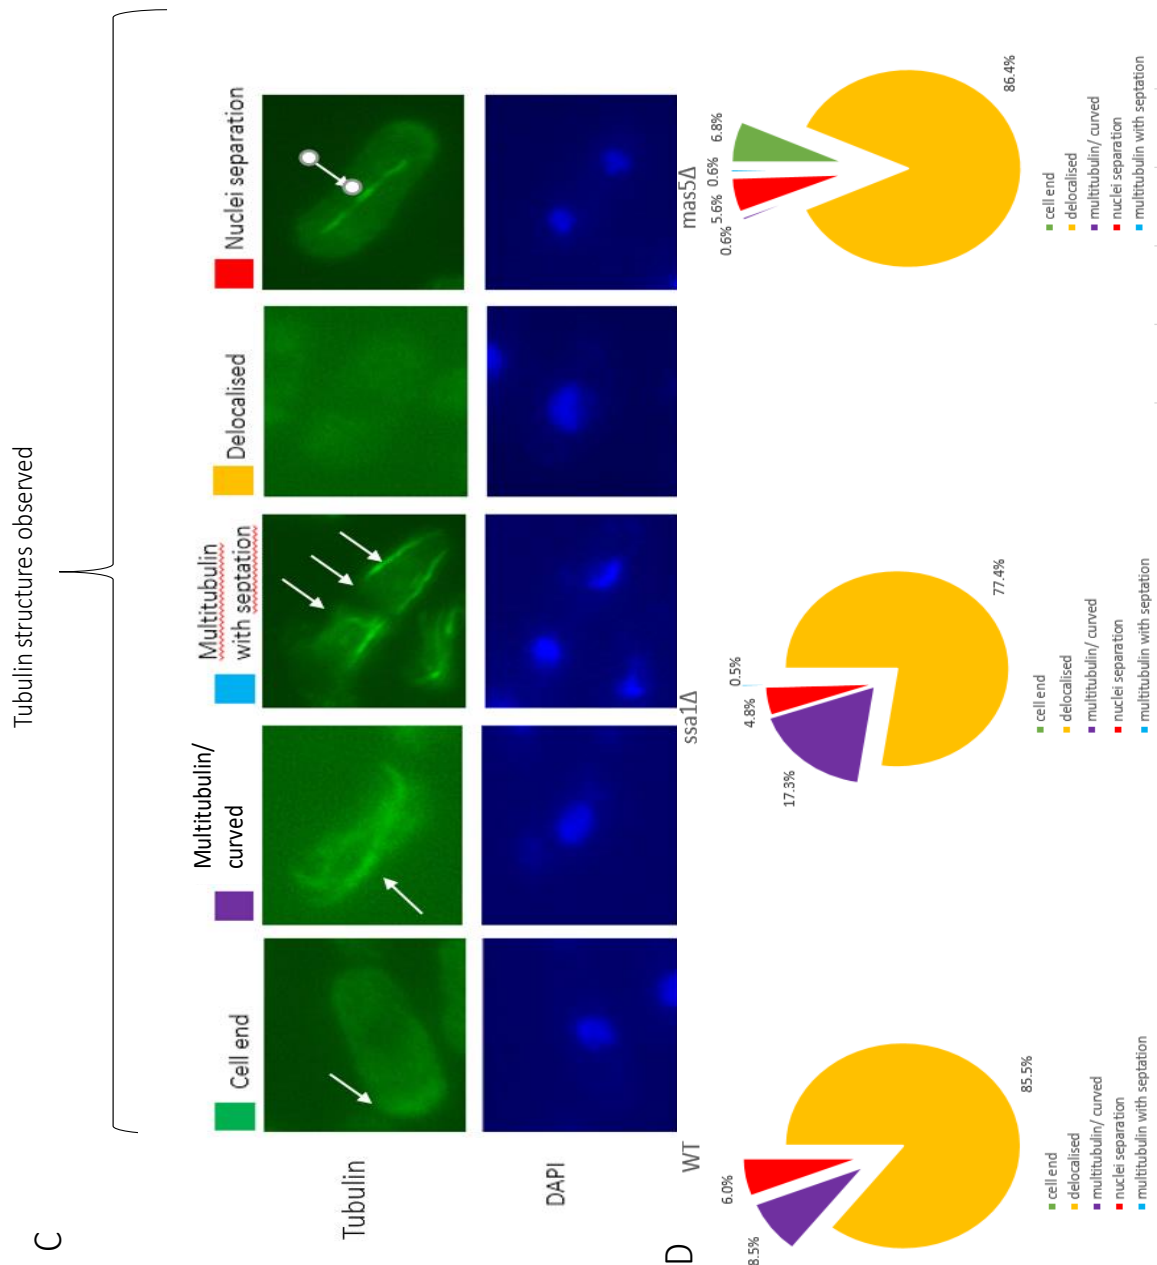 Tubulin structures observed
C
Cell end
Multitubulin/
curved
Multitubulin
with septation
Delocalised
Nuclei separation
Tubulin
DAPI
D
WT
8.5%
6.0%
85.5%
cell end
delocalised
multitubulin/ curved
nuclei separation
multitubulin with septation
ssa1Δ
17.3%
4.8%
0.5%
77.4%
cell end
delocalised
multitubulin/ curved
nuclei separation
multitubulin with septation
mas5Δ
0.6%
5.6%
0.6%
6.8%
86.4%
cell end
delocalised
multitubulin/ curved
nuclei separation
multitubulin with septation